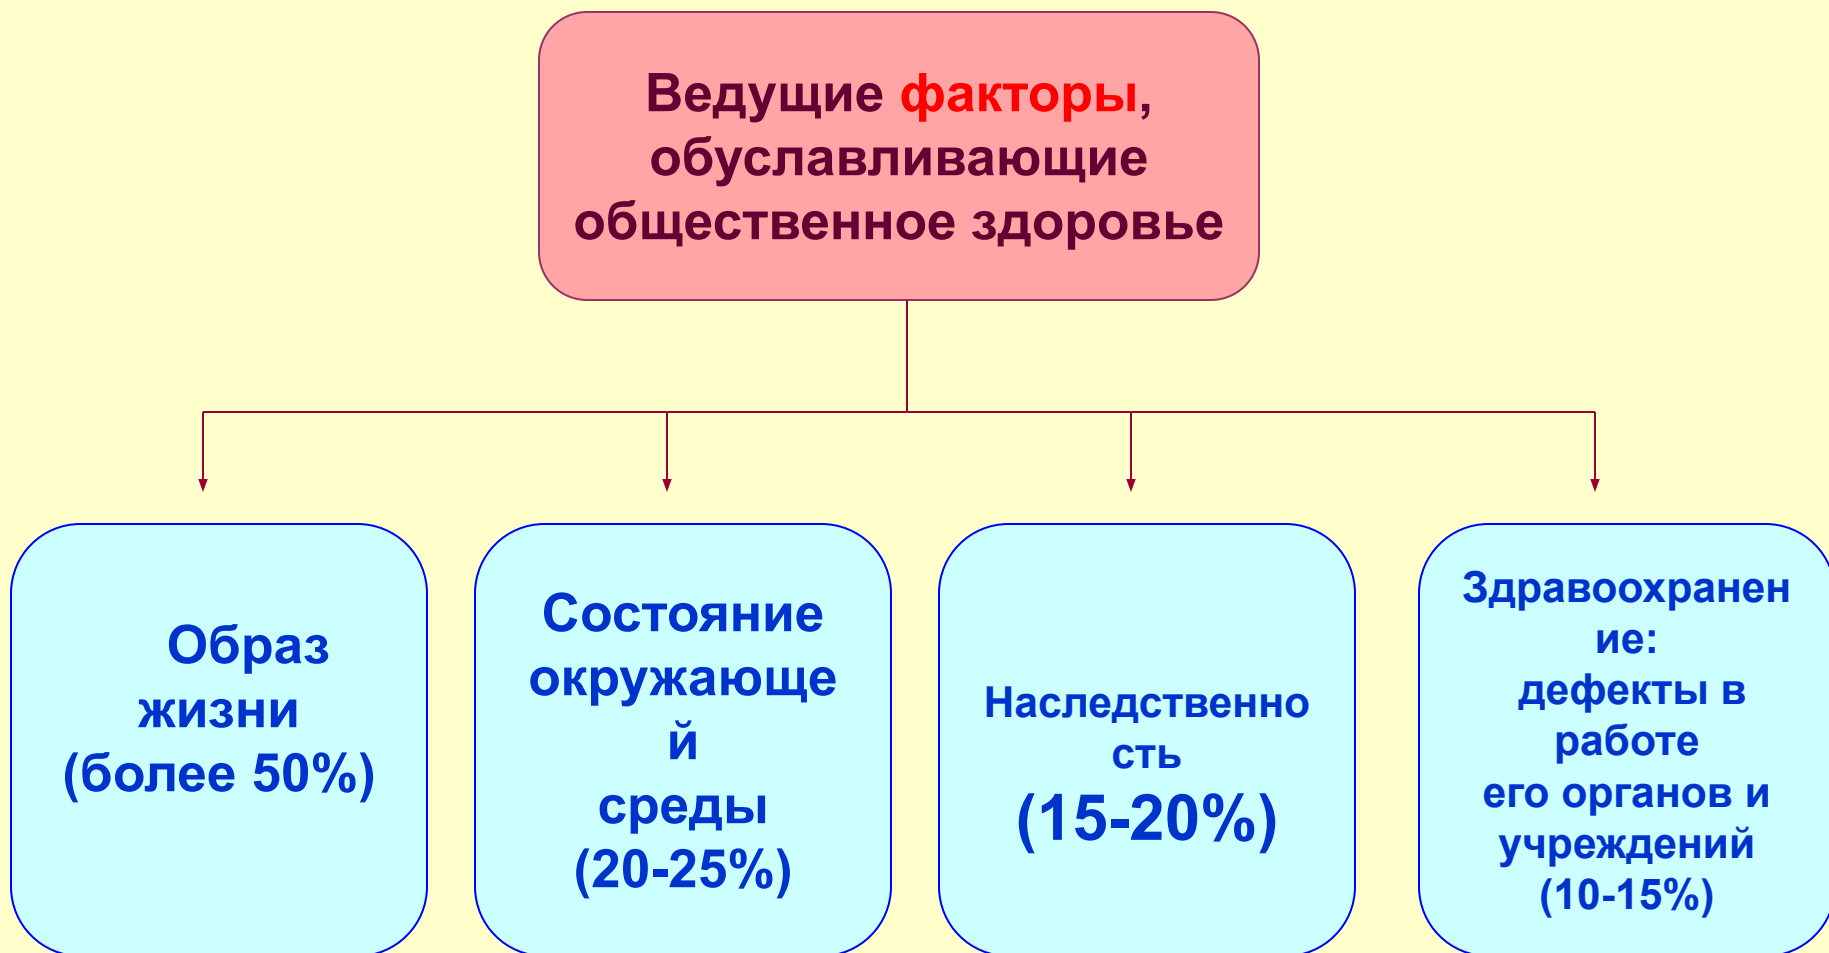 Ведущие факторы,
обуславливающие
общественное здоровье
Образ
жизни
(более 50%)
Состояние
окружающе
й
среды
(20-25%)
Наследственно
сть
(15-20%)
Здравоохранен
ие:
дефекты в
работе
его органов и
учреждений
(10-15%)